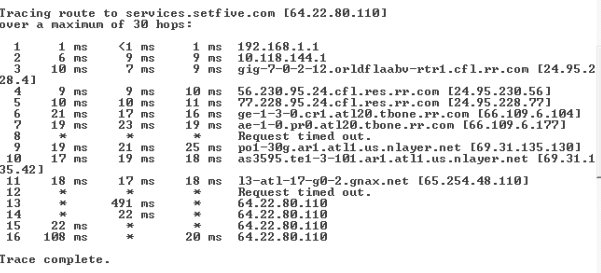 Tracing route to services.setfive.com [64.22.80.110]
over a maximum of 30 hops:
1 1 ms <1 ms 1 ms 192.168.1.1
2 6 ms 9 ms 9 ms 10.118.144.1
3 10 ms 7 ms 9 ms gig-7-0-2-12.orldflaabv-rtr1.cfl.rr.com [24.95.2
28.4]
4 9 ms 9 ms 10 ms 56.230.95.24.cfl.res.rr.com [24.95.230.56]
5 10 ms 10 ms 11 ms 77.228.95.24.cfl.res.rr.com [24.95.228.77]
6 21 ms 17 ms 16 ms ge-1-3-0.cr1.atl20.tbone.rr.com [66.109.6.104]
7 19 ms 23 ms 19 ms ae-1-0.pr0.atl20.tbone.rr.com [66.109.6.177]
8 * * * Request timed out.
9 19 ms 21 ms 25 ms po1-30g.ar1.atl1.us.nlayer.net [69.31.135.130]
10 17 ms 19 ms 18 ms as3595.te1-3-101.ar1.atl1.us.nlayer.net [69.31.1
35.42]
11 18 ms 17 ms 18 ms l3-atl-17-g0-2.gnax.net [65.254.48.110]
12 * * * Request timed out.
13 * 491 ms * 64.22.80.110
14 * 22 ms * 64.22.80.110
15 22 ms * * 64.22.80.110
16 108 ms * 20 ms 64.22.80.110
Trace complete.